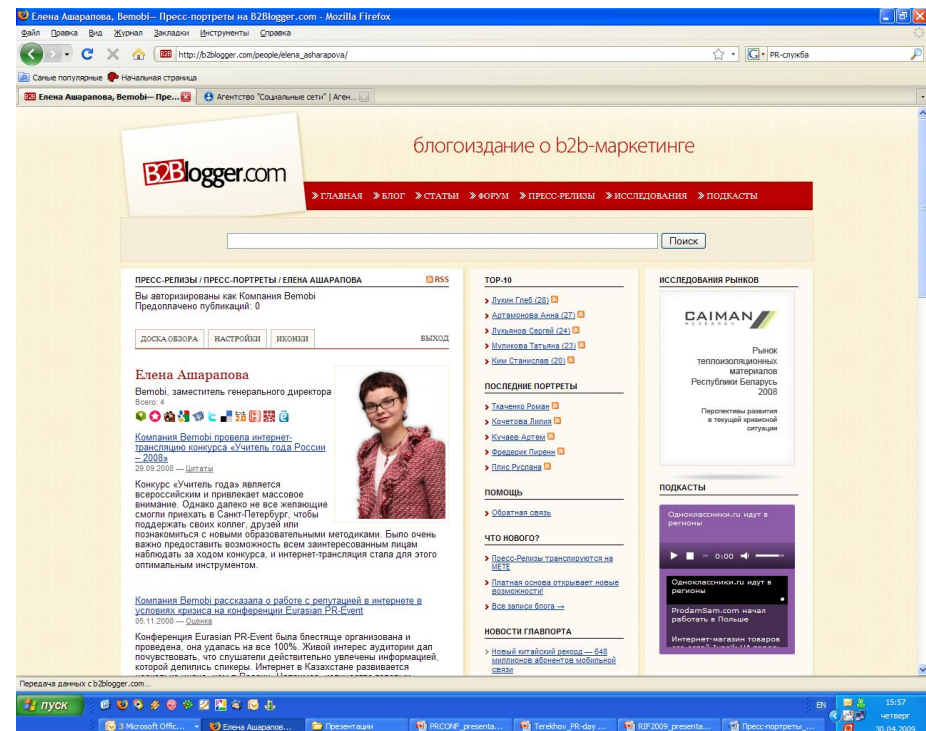 Елена Ашарапова, Bemobi— Пресс-портреты на B2Blogger.com - Mozilla Firefox
Файл Правка Вид Журнал Закладки Инструменты Справка
http://b2blogger.com/people/elena_asharapova/
PR-служба
Самые популярные Начальная страница
Елена Ашарапова, Bemobi— Пре...
Агентство "Социальные сети" | Аген...
B2Blogger.com
блогоиздание о b2b-маркетинге
ГЛАВНАЯ БЛОГ СТАТЬИ ФОРУМ ПРЕСС-РЕЛИЗЫ ИССЛЕДОВАНИЯ ПОДКАСТЫ
Поиск
ПРЕСС-РЕЛИЗЫ / ПРЕСС-ПОРТРЕТЫ / ЕЛЕНА АШАРАПОВА RSS
Вы авторизированы как Компания Bemobi
Предоплачено публикаций: 0
ДОСКА ОБЗОРА НАСТРОЙКИ ИКОНКИ ВЫХОД
Елена Ашарапова
Bemobi, заместитель генерального директора
Всего: 4
Компания Bemobi провела интернет-
трансляцию конкурса «Учитель года России
– 2008»
29.09.2008 — Цитаты
Конкурс «Учитель года» является
всероссийским и привлекает массовое
внимание. Однако далеко не все желающие
смогли приехать в Санкт-Петербург, чтобы
поддержать своих коллег, друзей или
познакомиться с новыми образовательными методиками. Было очень
важно предоставить возможность всем заинтересованным лицам
наблюдать за ходом конкурса, и интернет-трансляция стала для этого
оптимальным инструментом.
Компания Bemobi рассказала о работе с репутацией в интернете в
условиях кризиса на конференции Eurasian PR-Event
05.11.2008 — Оценка
Конференция Eurasian PR-Event была блестяще организована и
проведена, она удалась на все 100%. Живой интерес аудитории дал
почувствовать, что слушатели действительно увлечены информацией,
которой делились спикеры. Интернет в Казахстане развивается
TOP-10
Лукин Глеб (28)
Артамонова Анна (27)
Лукьянов Сергей (24)
Муликова Татьяна (23)
Ким Станислав (20)
ПОСЛЕДНИЕ ПОРТРЕТЫ
Ткаченко Роман
Кочетова Лилия
Кучаев Артем
Фредерик Пиренн
Плис Руслана
ПОМОЩЬ
Обратная связь
ЧТО НОВОГО?
Пресс-Релизы транслируются на
МЕТЕ
Платная основа открывает новые
возможности!
Все записи блога →
НОВОСТИ ГЛАВПОРТА
Новый китайский рекорд — 648
миллионов абонентов мобильной
связи
ИССЛЕДОВАНИЯ РЫНКОВ
CAIMAN
RESEARCH
Рынок
теплоизоляционных
материалов
Республики Беларусь
2008
Перспективы развития
в текущей кризисной
ситуации
ПОДКАСТЫ
Одноклассники.ru идут в
регионы
0:00
Одноклассники.ru идут в
регионы
ProdamSam.com начал
работать в Польше
Интернет-магазин товаров
Передача данных с b2blogger.com...
пуск
EN
15:57
четверг
30.04.2009
3 Microsoft Offic...
Елена Ашарапов...
Презентации
PRCONF_presenta...
Terekhov_PR-day ...
RIF2009_presenta...
Пресс-портреты_...